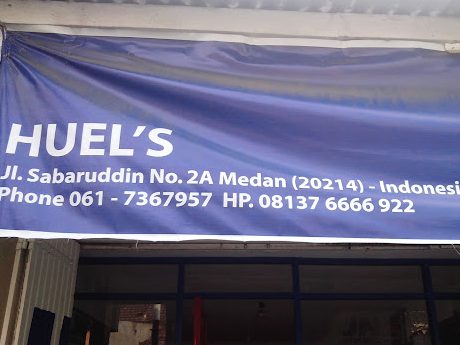 HUEL'S
Jl. Sabaruddin No. 2A Medan (20214) - Indonesi
Phone 061 - 7367957 HP. 08137 6666 922